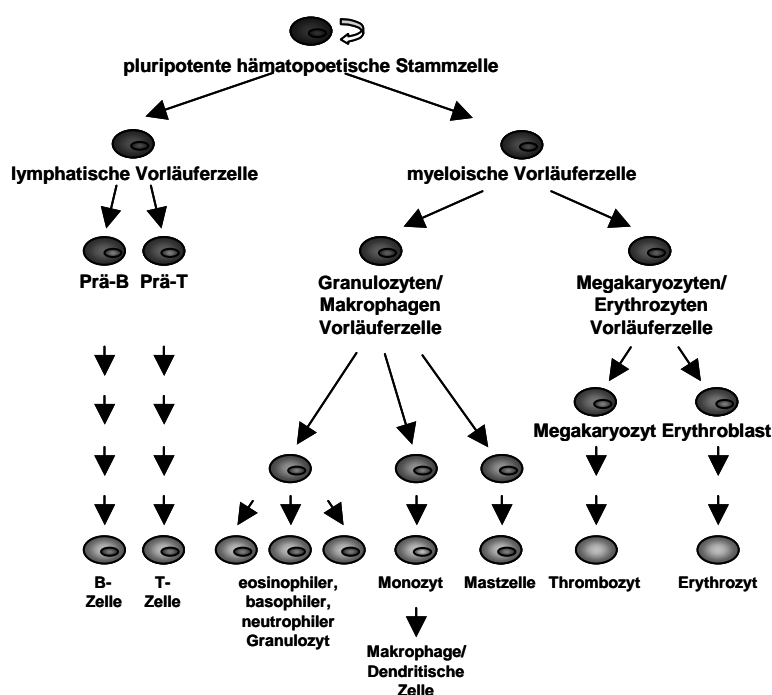 pluripotente hämatopoetische Stammzelle
lymphatische Vorläuferzelle
myeloische Vorläuferzelle
Prä-B
Prä-T
Granulozyten/
Makrophagen
Vorläuferzelle
Megakaryozyten/
Erythrozyten
Vorläuferzelle
Megakaryozyt
Erythroblast
B-
Zelle
T-
Zelle
eosinophiler,
basophiler,
neutrophiler
Granulozyt
Monozyt
Mastzelle
Thrombozyt
Erythrozyt
Makrophage/
Dendritische
Zelle